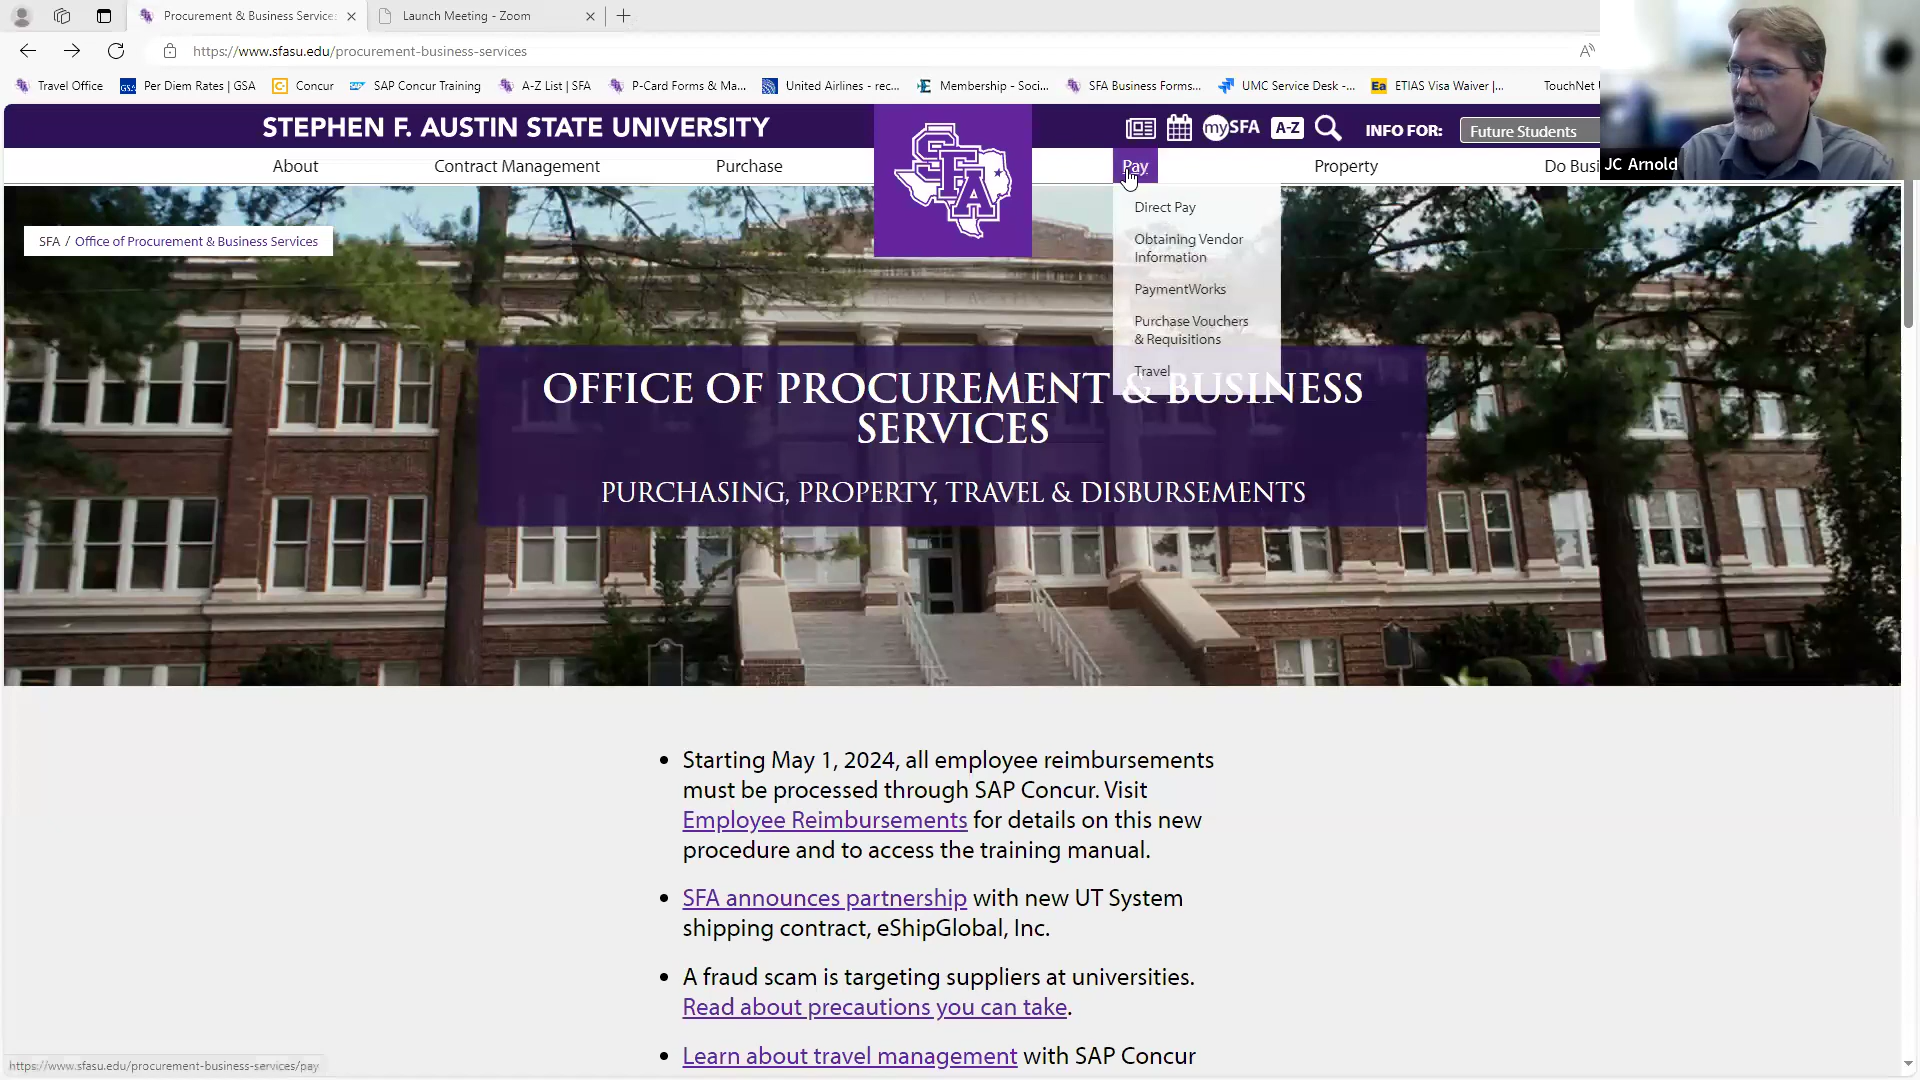 Procurement & Business Service
Launch Meeting - Zoom
https://www.sfasu.edu/procurement-business-services
Travel Office
Per Diem Rates | GSA
Concur
SAP Concur Training
A-Z List | SFA
P-Card Forms & Ma...
United Airlines - rec...
Membership - Soci...
SFA Business Forms...
UMC Service Desk -...
Ea
ETIAS Visa Waiver |...
TouchNet
STEPHEN F. AUSTIN STATE UNIVERSITY
mySFA
A-Z
INFO FOR:
Future Students
JC Arnold
About
Contract Management
Purchase
SFA
Pay
Property
Do Busi
Direct Pay
Obtaining Vendor
Information
PaymentWorks
Purchase Vouchers
& Requisitions
Travel
SFA / Office of Procurement & Business Services
OFFICE OF PROCUREMENT & BUSINESS
SERVICES
PURCHASING, PROPERTY, TRAVEL & DISBURSEMENTS
• Starting May 1, 2024, all employee reimbursements
must be processed through SAP Concur. Visit
Employee Reimbursements for details on this new
procedure and to access the training manual.
• SFA announces partnership with new UT System
shipping contract, eShipGlobal, Inc.
• A fraud scam is targeting suppliers at universities.
Read about precautions you can take.
• Learn about travel management with SAP Concur
https://www.sfasu.edu/procurement-business-services/pay